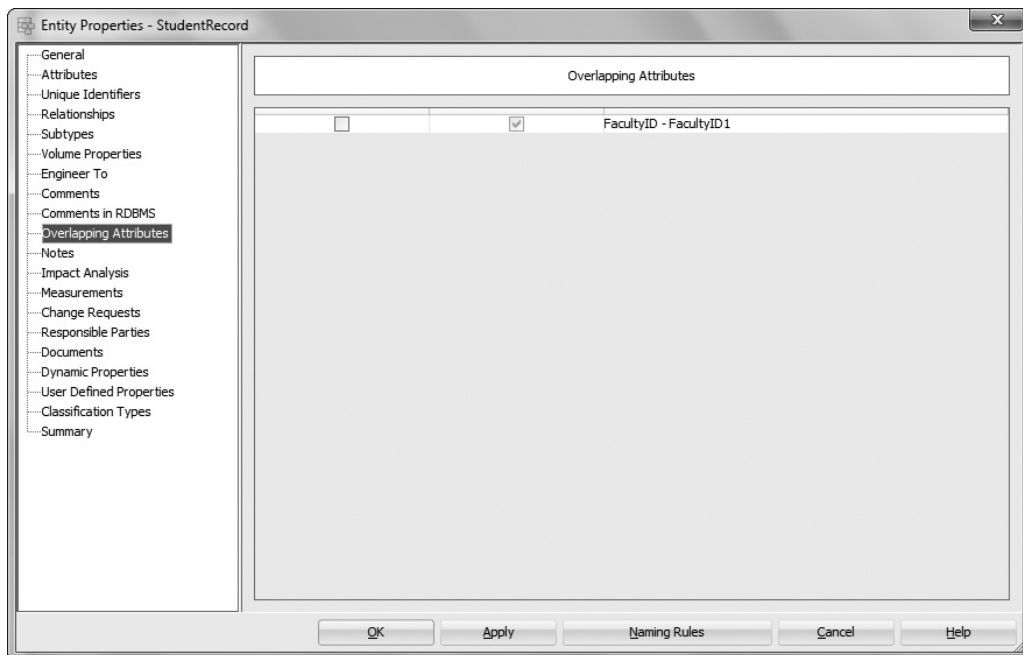 Entity Properties - StudentRecord
x
General
Attributes
Unique Identifiers
Relationships
Subtypes
Volume Properties
Engineer To
Comments
Comments in RDBMS
Overlapping Attributes
Notes
Impact Analysis
Measurements
Change Requests
Responsible Parties
Documents
Dynamic Properties
User Defined Properties
Classification Types
Summary
Overlapping Attributes
FacultyID - FacultyID1
OK Apply Naming Rules Cancel Help